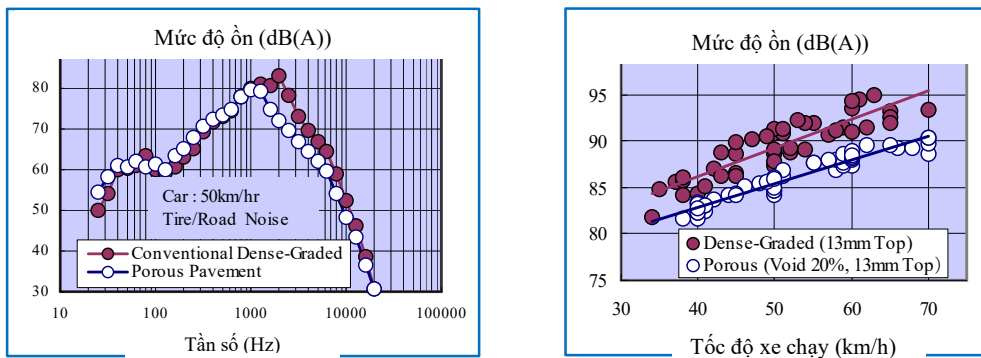 Mức độ ồn (dB(A))
80
70
60
50
40
30
Car : 50km/hr
Tire/Road Noise
Conventional Dense-Graded
Porous Pavement
10 100 1000 10000 100000
Tần số (Hz)
Mức độ ồn (dB(A))
95
90
85
80
75
Dense-Graded (13mm Top)
Porous (Void 20%, 13mm Top)
30 40 50 60 70
Tốc độ xe chạy (km/h)